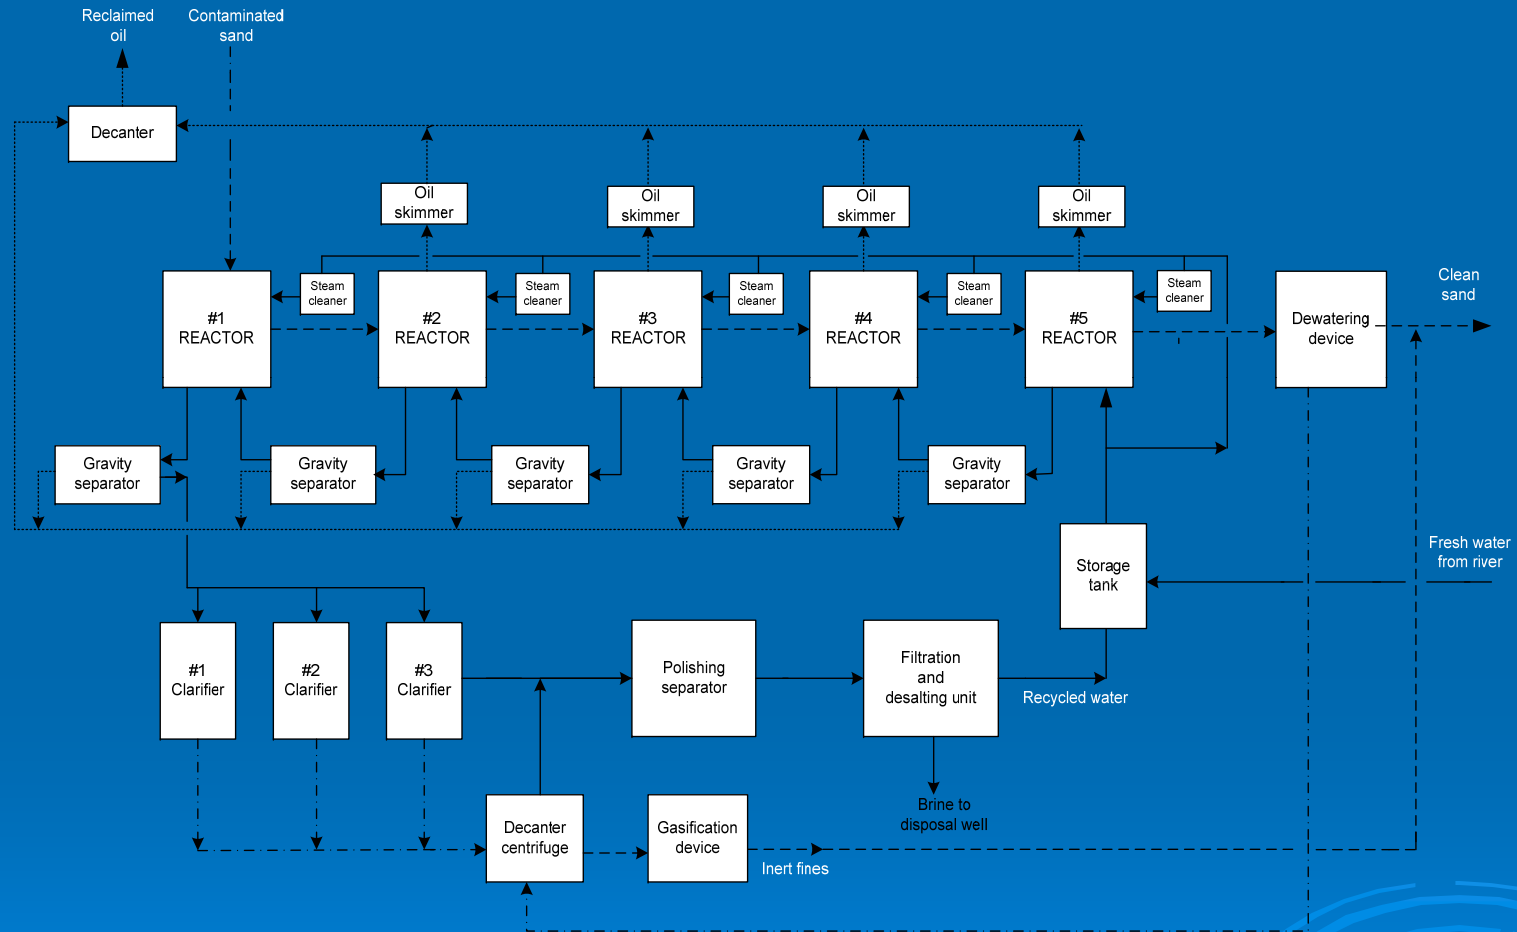 Reclaimed
oil
Contaminated
sand
Decanter
Oil
skimmer
Oil
skimmer
Oil
skimmer
Oil
skimmer
Steam
cleaner
Steam
cleaner
Steam
cleaner
Steam
cleaner
Steam
cleaner
#1
REACTOR
#2
REACTOR
#3
REACTOR
#4
REACTOR
#5
REACTOR
Dewatering
device
Clean
sand
Gravity
separator
Gravity
separator
Gravity
separator
Gravity
separator
Gravity
separator
Storage
tank
Fresh water
from river
#1
Clarifier
#2
Clarifier
#3
Clarifier
Polishing
separator
Filtration
and
desalting unit
Recycled water
Brine to
disposal well
Decanter
centrifuge
Gasification
device
Inert fines